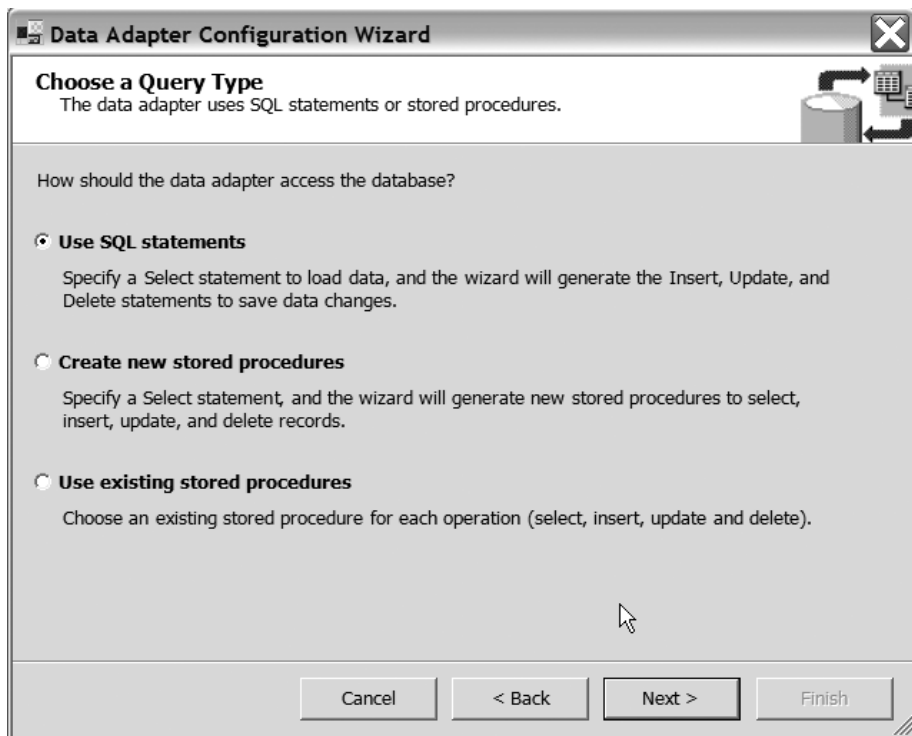 Data Adapter Configuration Wizard
Choose a Query Type
The data adapter uses SQL statements or stored procedures.
How should the data adapter access the database?
Use SQL statements
Specify a Select statement to load data, and the wizard will generate the Insert, Update, and
Delete statements to save data changes.
Create new stored procedures
Specify a Select statement, and the wizard will generate new stored procedures to select,
insert, update, and delete records.
Use existing stored procedures
Choose an existing stored procedure for each operation (select, insert, update and delete).
Cancel
< Back
Next >
Finish